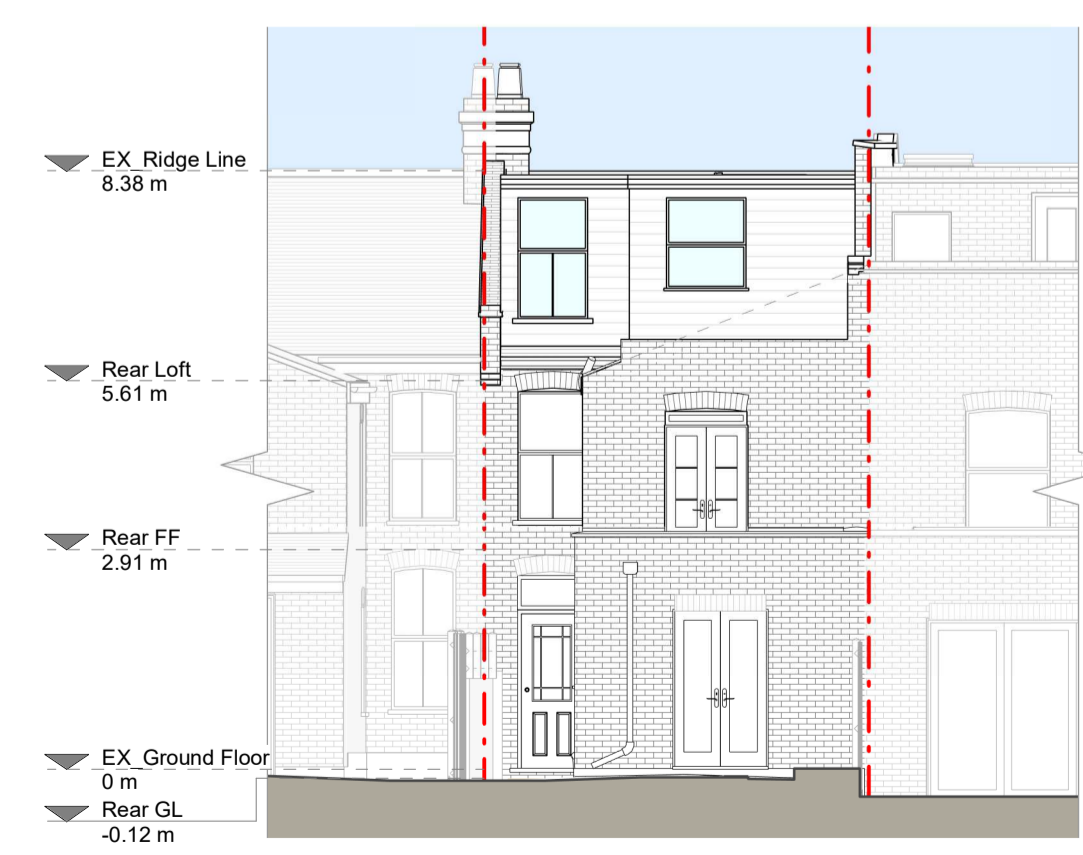 EX_Ridge Line
8.38 m
Rear Loft
5.61 m
Rear FF
2.91 m
EX_Ground Floor
0 m
Rear GL
-0.12 m